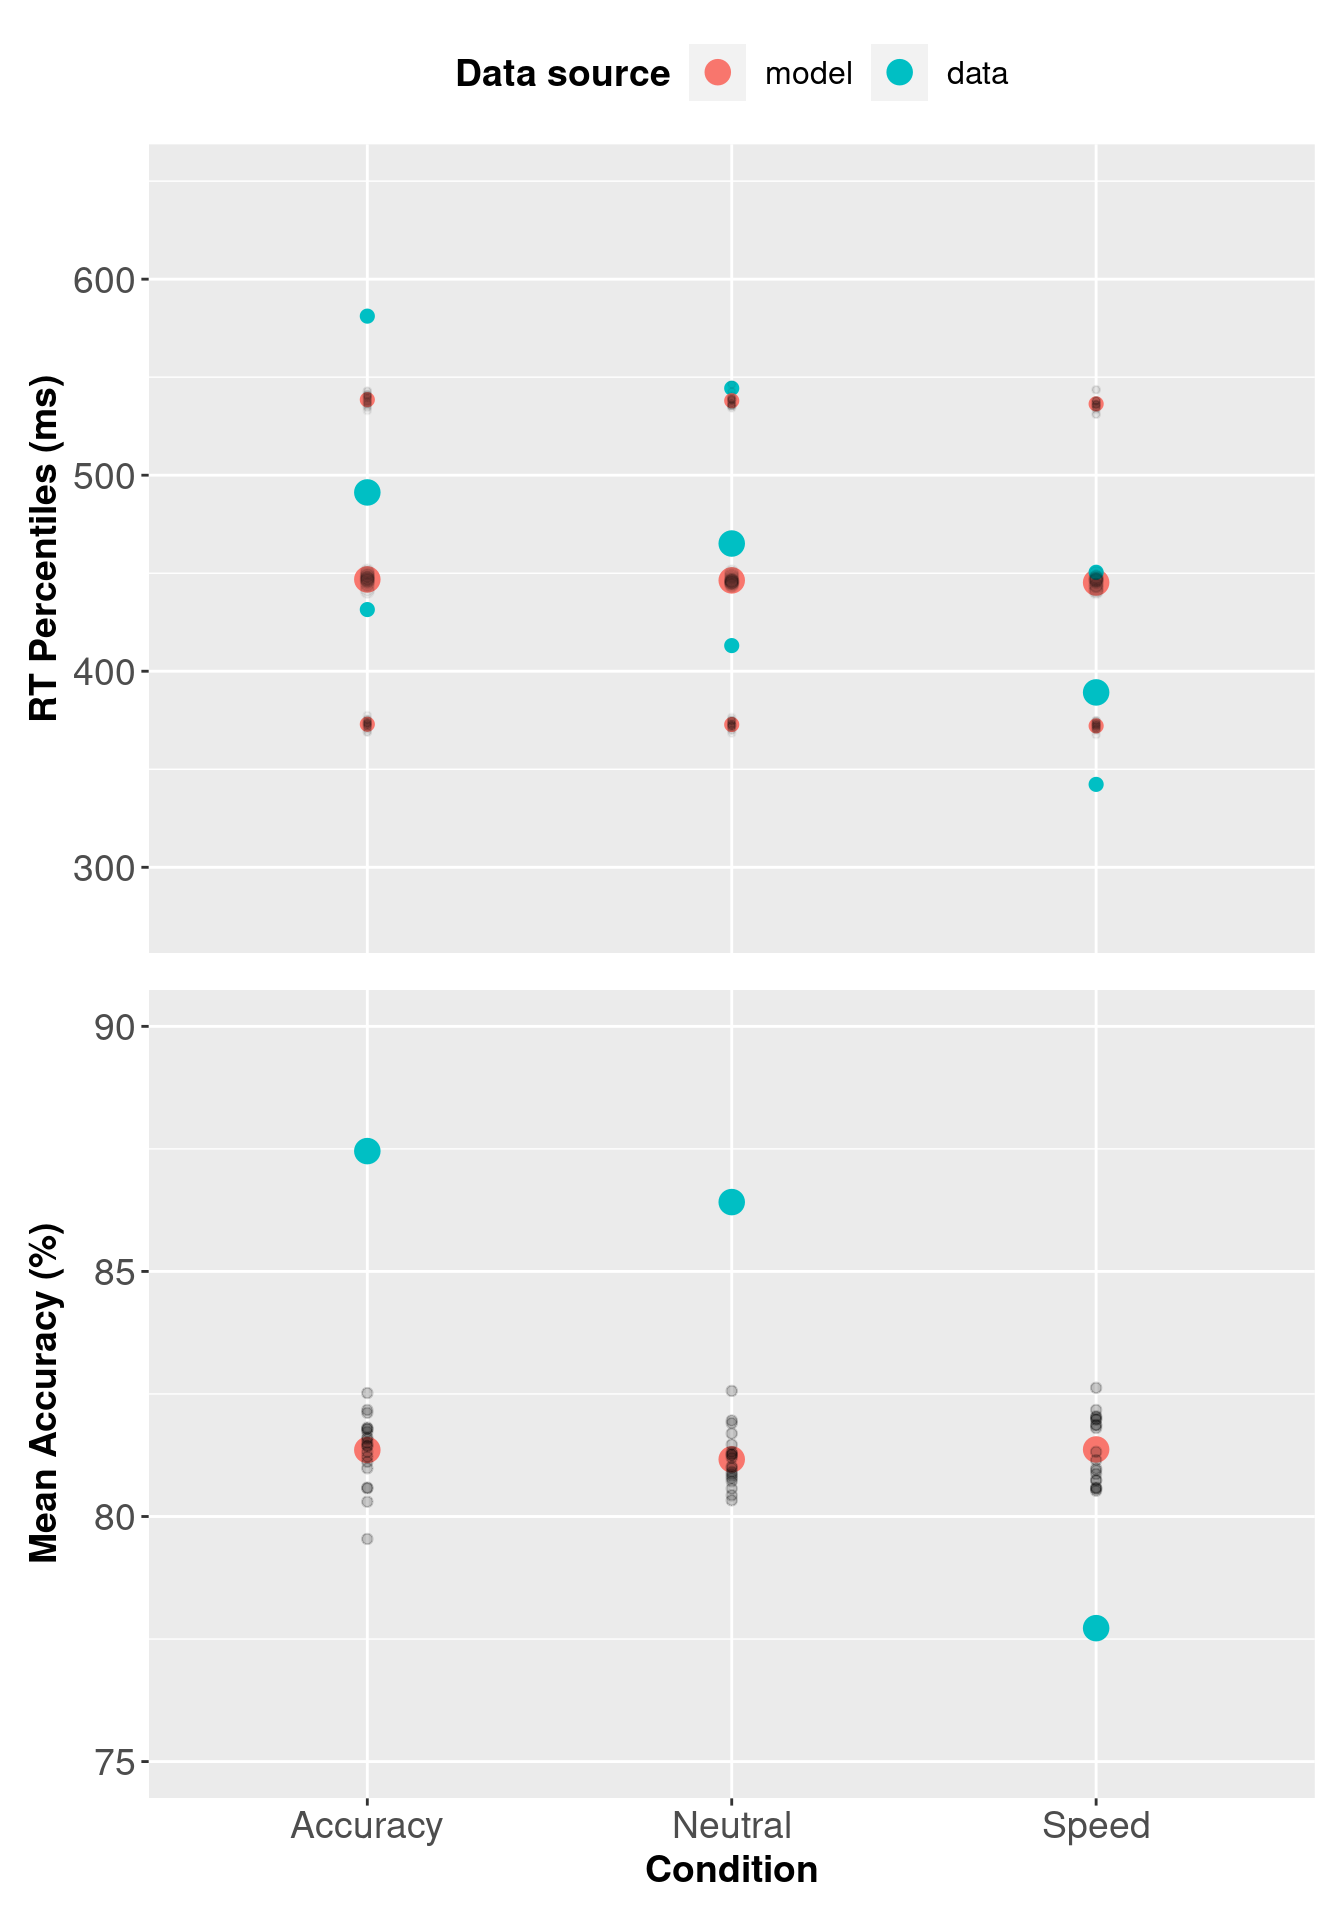 Data source model data
RT Percentiles (ms)
600
500
400
300
Mean Accuracy (%)
90
85
80
75
Accuracy Neutral Speed
Condition